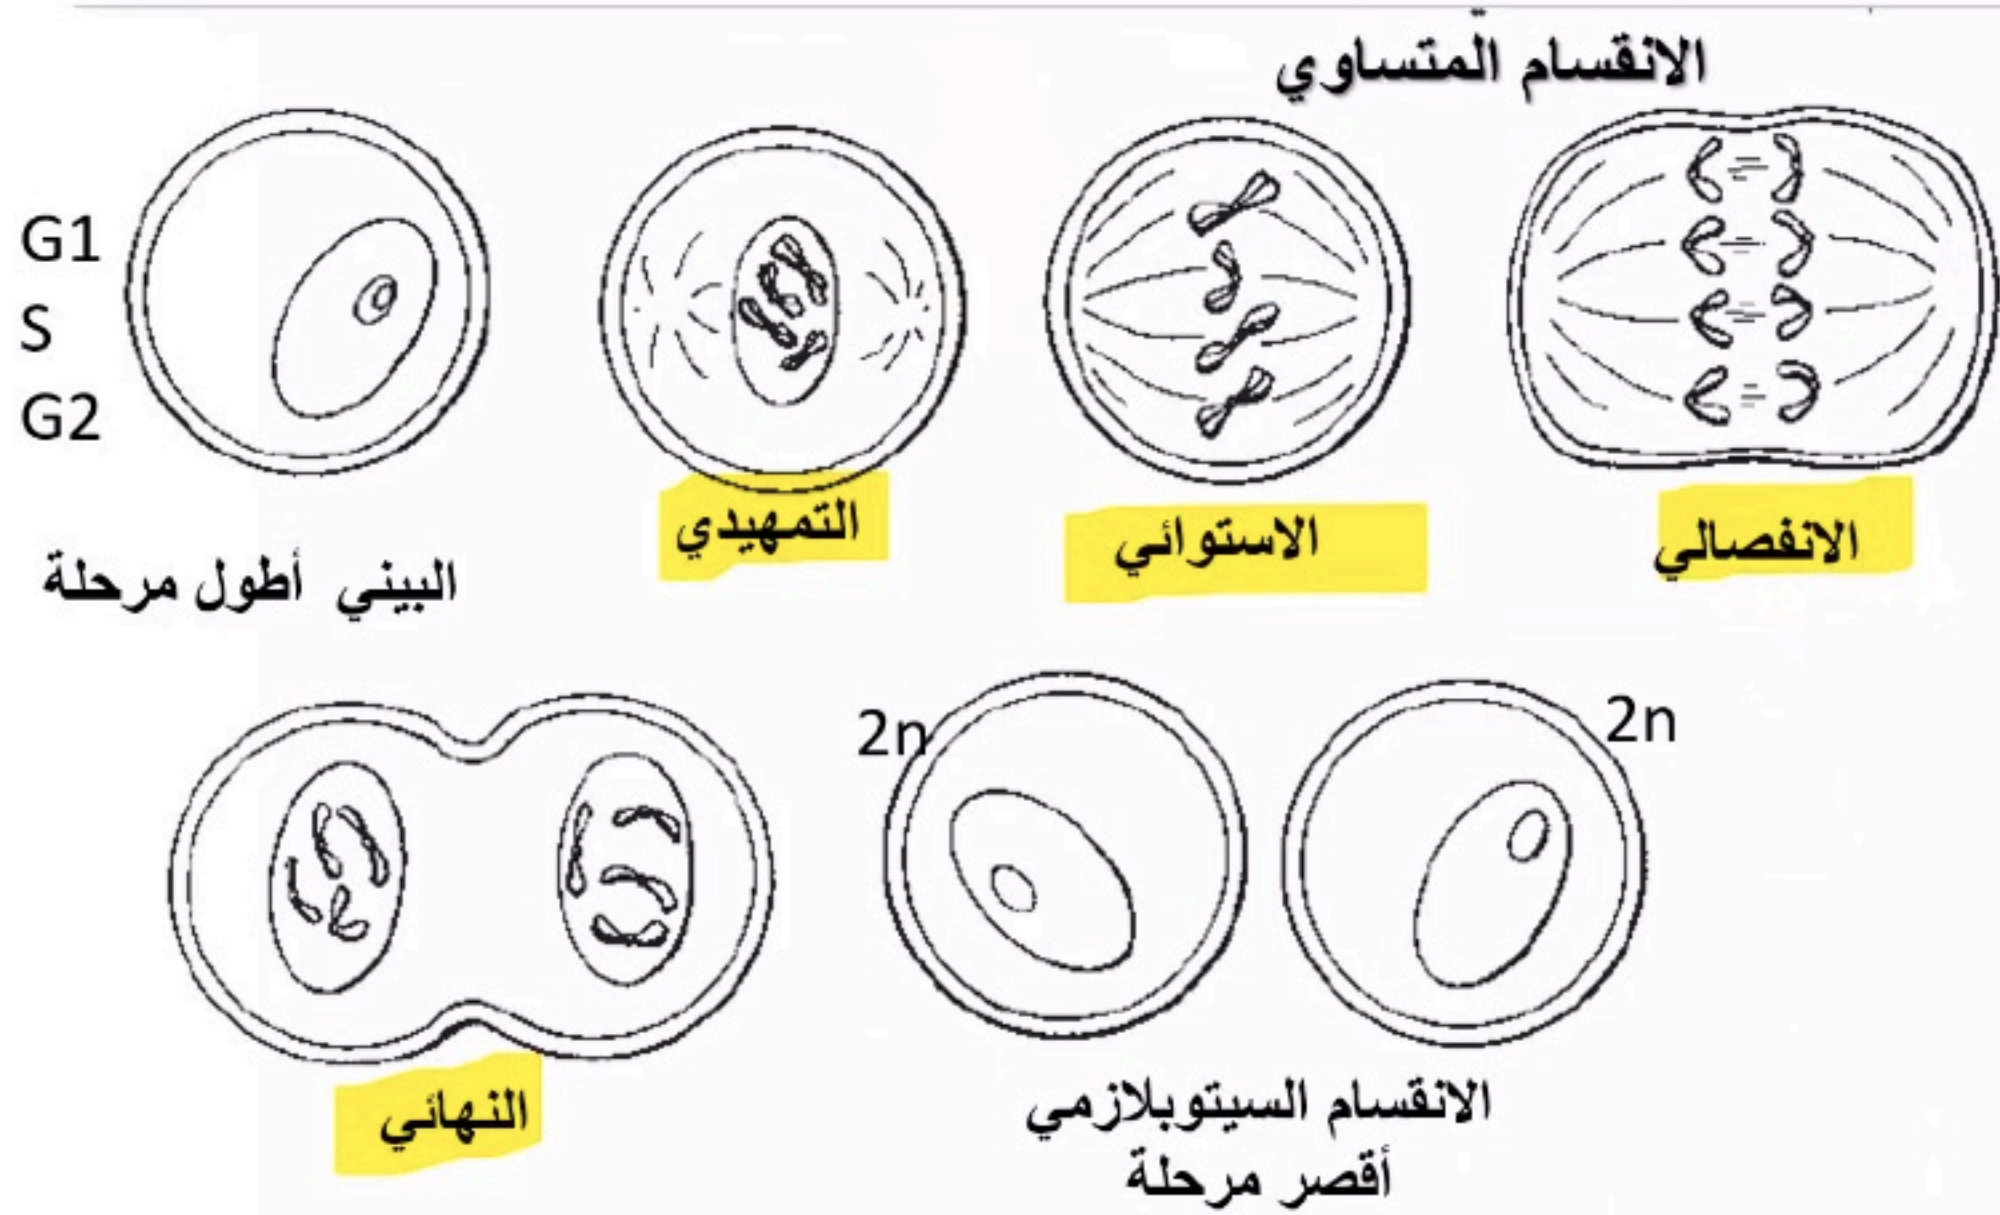 الانقسام المتساوي
G1
S
G2
البيني أطول مرحلة
التمهيدي
الاستوائي
الانفصالي
النهائي
2n
2n
الانقسام السيتوبلازمي
أقصر مرحلة